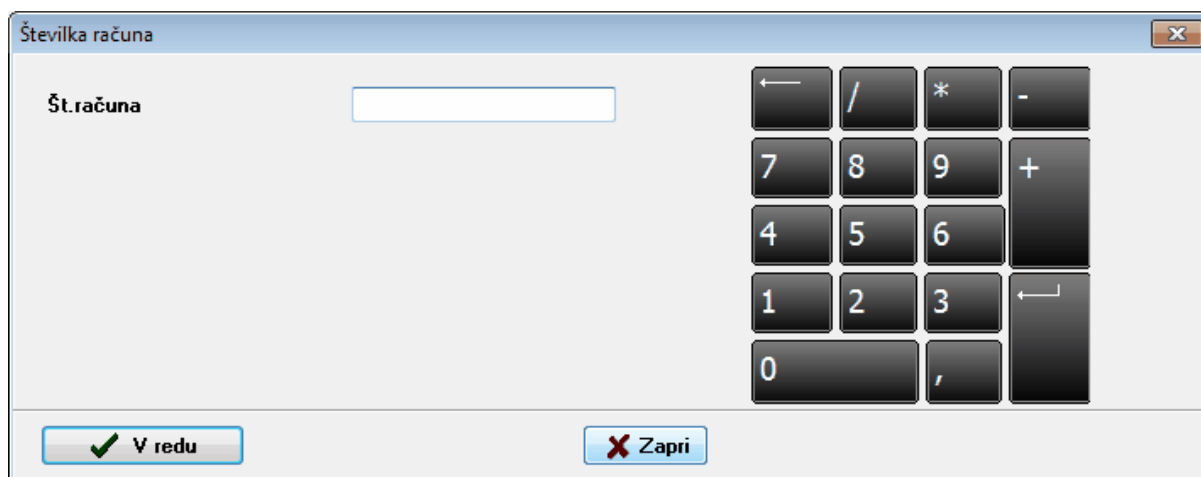 Številka računa
Št.računa
/ * -
7 8 9 +
4 5 6
1 2 3
0 ,
V redu
Zapri